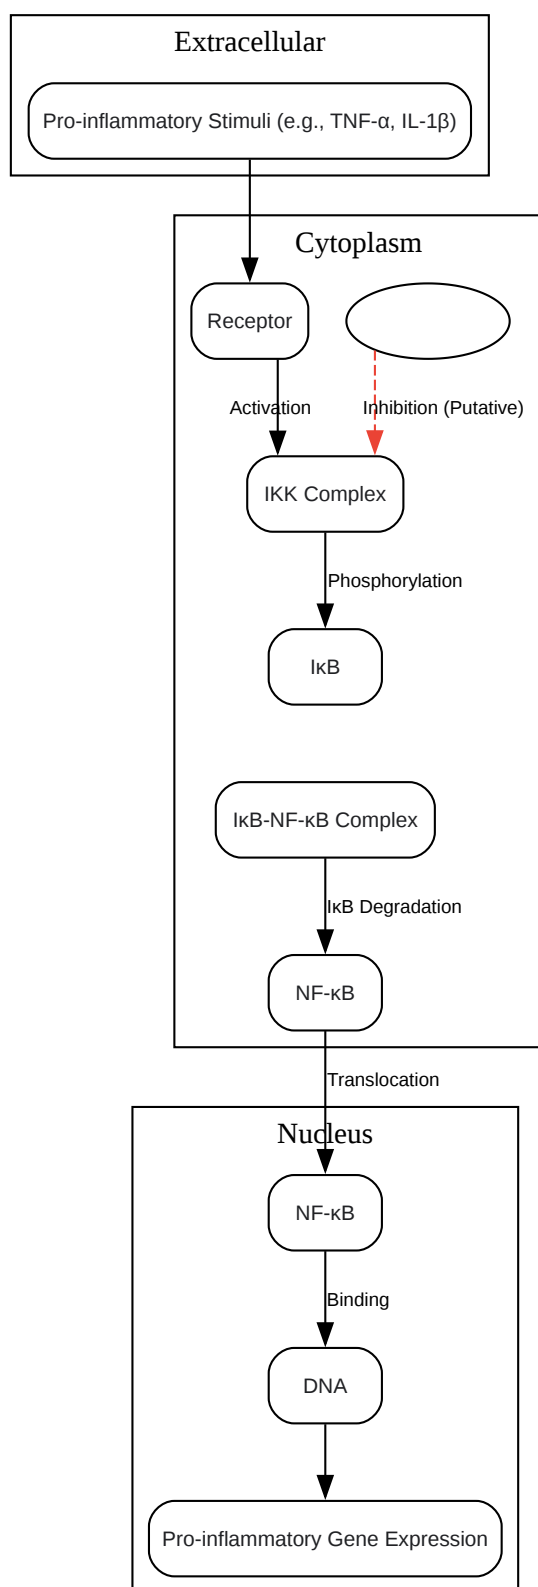 Extracellular
Pro-inflammatory Stimuli (e.g., TNF-α, IL-1β)
Cytoplasm
Receptor
Activation
Inhibition (Putative)
IKK Complex
Phosphorylation
IκB
IκB-NF-κB Complex
IκB Degradation
NF-κB
Translocation
Nucleus
NF-κB
Binding
DNA
Pro-inflammatory Gene Expression